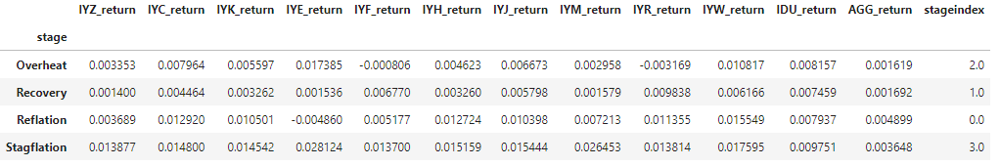 IYZ_return IYC_return IYK_return IYE_return IYF_return IYH_return IYJ_return IYM_return IYR_return IYW_return IDU_return AGG_return stageindex
stage
Overheat 0.003353 0.007964 0.005597 0.017385 -0.000806 0.004623 0.006673 0.002958 -0.003169 0.010817 0.008157 0.001619 2.0
Recovery 0.001400 0.004464 0.003262 0.001536 0.006770 0.003260 0.005798 0.001579 0.009838 0.006166 0.007459 0.001692 1.0
Reflation 0.003689 0.012920 0.010501 -0.004860 0.005177 0.012724 0.010398 0.007213 0.011355 0.015549 0.007937 0.004899 0.0
Stagflation 0.013877 0.014800 0.014542 0.028124 0.013700 0.015159 0.015444 0.026453 0.013814 0.017595 0.009751 0.003648 3.0